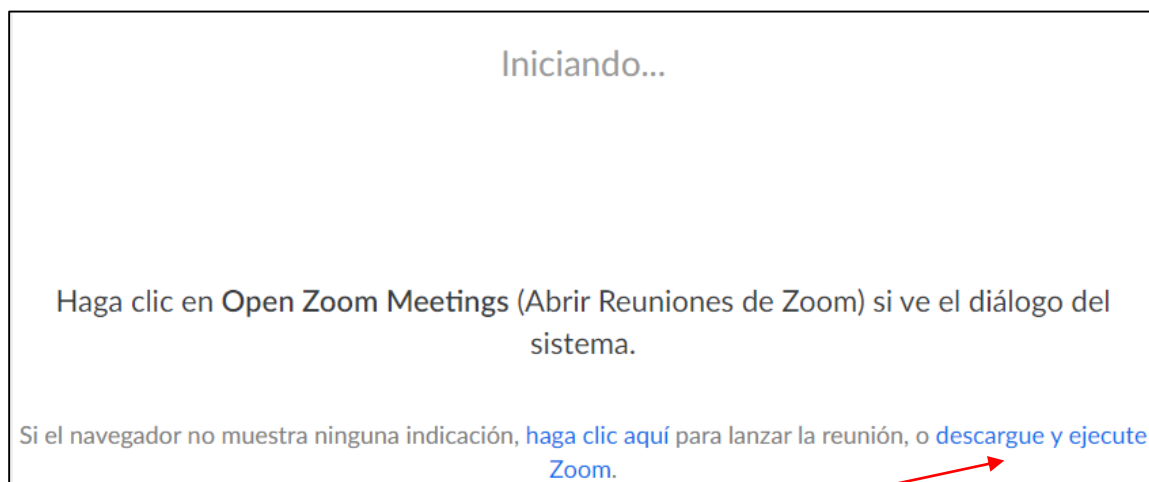 Iniciando...
Haga clic en Open Zoom Meetings (Abrir Reuniones de Zoom) si ve el diálogo del
sistema.
Si el navegador no muestra ninguna indicación, haga clic aquí para lanzar la reunión, o descargue y ejecute
Zoom.